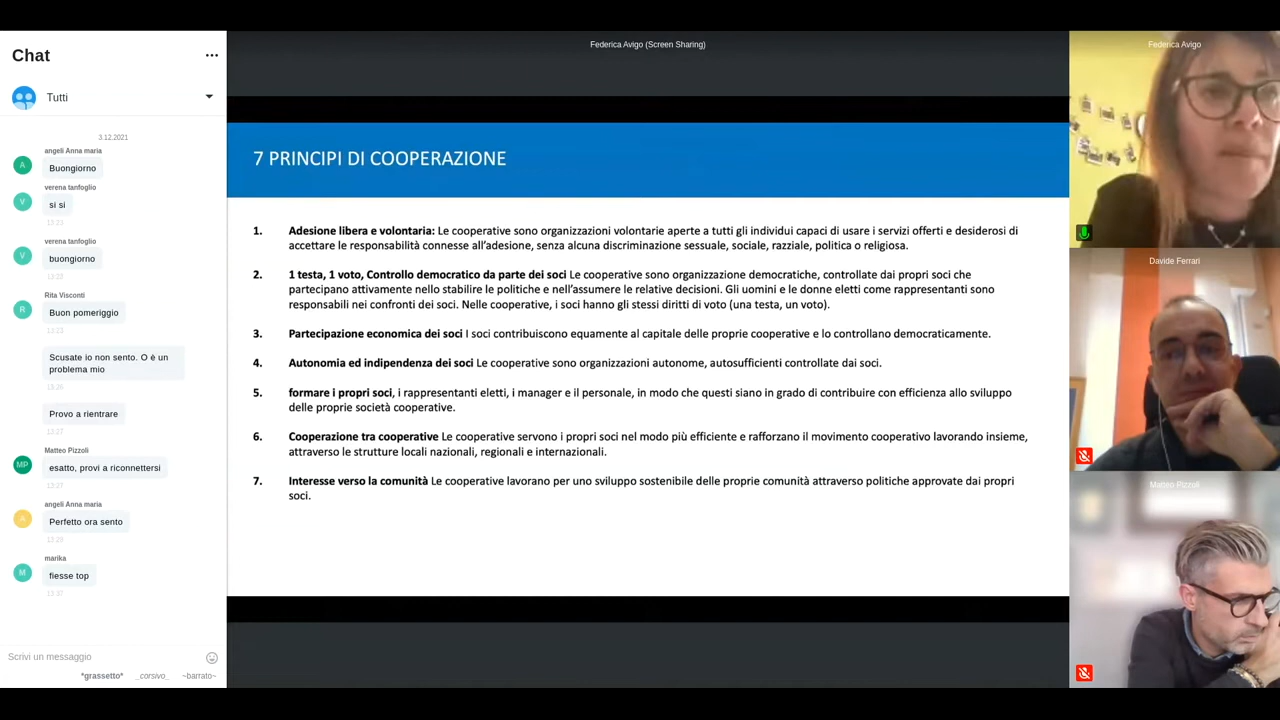 Chat
Tutti
3.12.2021
angeli Anna maria
A
Buongiorno
verena tanfoglio
V
si si
13:23
verena tanfoglio
V
buongiorno
13:23
Rita Visconti
R
Buon pomeriggio
13:23
Scusate io non sento. O è un
problema mio
13:26
Provo a rientrare
13:27
Matteo Pizzoli
MP
esatto, provi a riconnettersi
13:27
angeli Anna maria
A
Perfetto ora sento
marika
M
fiesse top
Scrivi un messaggio
*grassetto* _corsivo_ ~barrato~
Federica Avigo (Screen Sharing)
7 PRINCIPI DI COOPERAZIONE
1. Adesione libera e volontaria: Le cooperative sono organizzazioni volontarie aperte a tutti gli individui capaci di usare i servizi offerti e desiderosi di
accettare le responsabilità connesse all’adesione, senza alcuna discriminazione sessuale, sociale, razziale, politica o religiosa.
2. 1 testa, 1 voto, Controllo democratico da parte dei soci Le cooperative sono organizzazione democratiche, controllate dai propri soci che
partecipano attivamente nello stabilire le politiche e nell’assumere le relative decisioni. Gli uomini e le donne eletti come rappresentanti sono
responsabili nei confronti dei soci. Nelle cooperative, i soci hanno gli stessi diritti di voto (una testa, un voto).
3. Partecipazione economica dei soci I soci contribuiscono equamente al capitale delle proprie cooperative e lo controllano democraticamente.
4. Autonomia ed indipendenza dei soci Le cooperative sono organizzazioni autonome, autosufficienti controllate dai soci.
5. formare i propri soci, i rappresentanti eletti, i manager e il personale, in modo che questi siano in grado di contribuire con efficienza allo sviluppo
delle proprie società cooperative.
6. Cooperazione tra cooperative Le cooperative servono i propri soci nel modo più efficiente e rafforzano il movimento cooperativo lavorando insieme,
attraverso le strutture locali nazionali, regionali e internazionali.
7. Interesse verso la comunità Le cooperative lavorano per uno sviluppo sostenibile delle proprie comunità attraverso politiche approvate dai propri
soci.
Federica Avigo
Davide Ferrari
Matteo Pizzoli